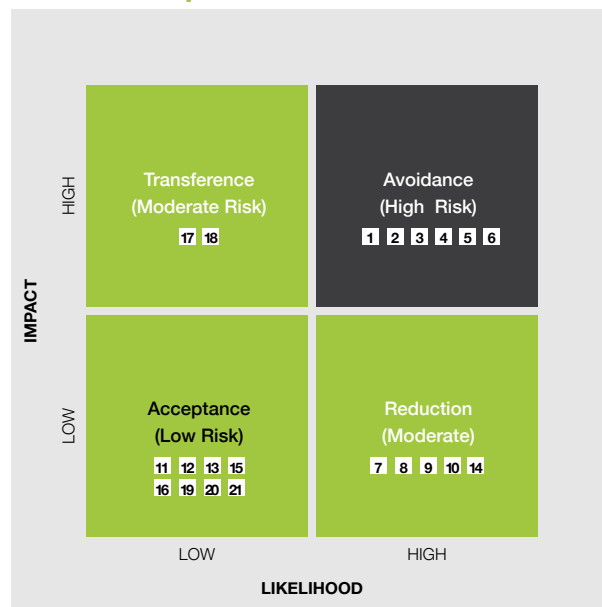 HIGH
Transference
(Moderate Risk)
17 18
Avoidance
(High Risk)
1 2 3 4 5 6
IMPACT
LOW
Acceptance
(Low Risk)
11 12 13 15
16 19 20 21
Reduction
(Moderate)
7 8 9 10 14
LOW
HIGH
LIKELIHOOD